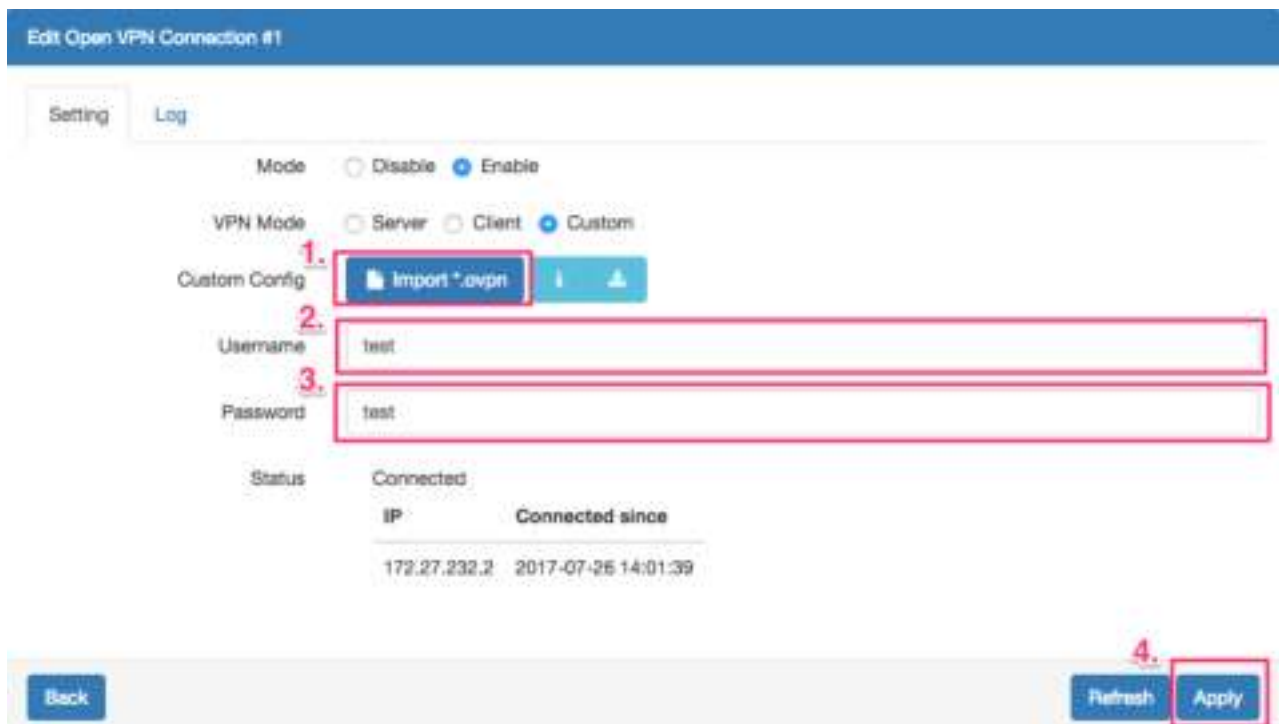 Edit Open VPN Connection #1
Setting Log
Mode Disable Enable
VPN Mode Server Client Custom
1.
Custom Config Import *.ovpn
2.
Username test
3.
Password test
Status Connected
IP Connected since
172.27.232.2 2017-07-26 14:01:39
4.
Back Refresh Apply